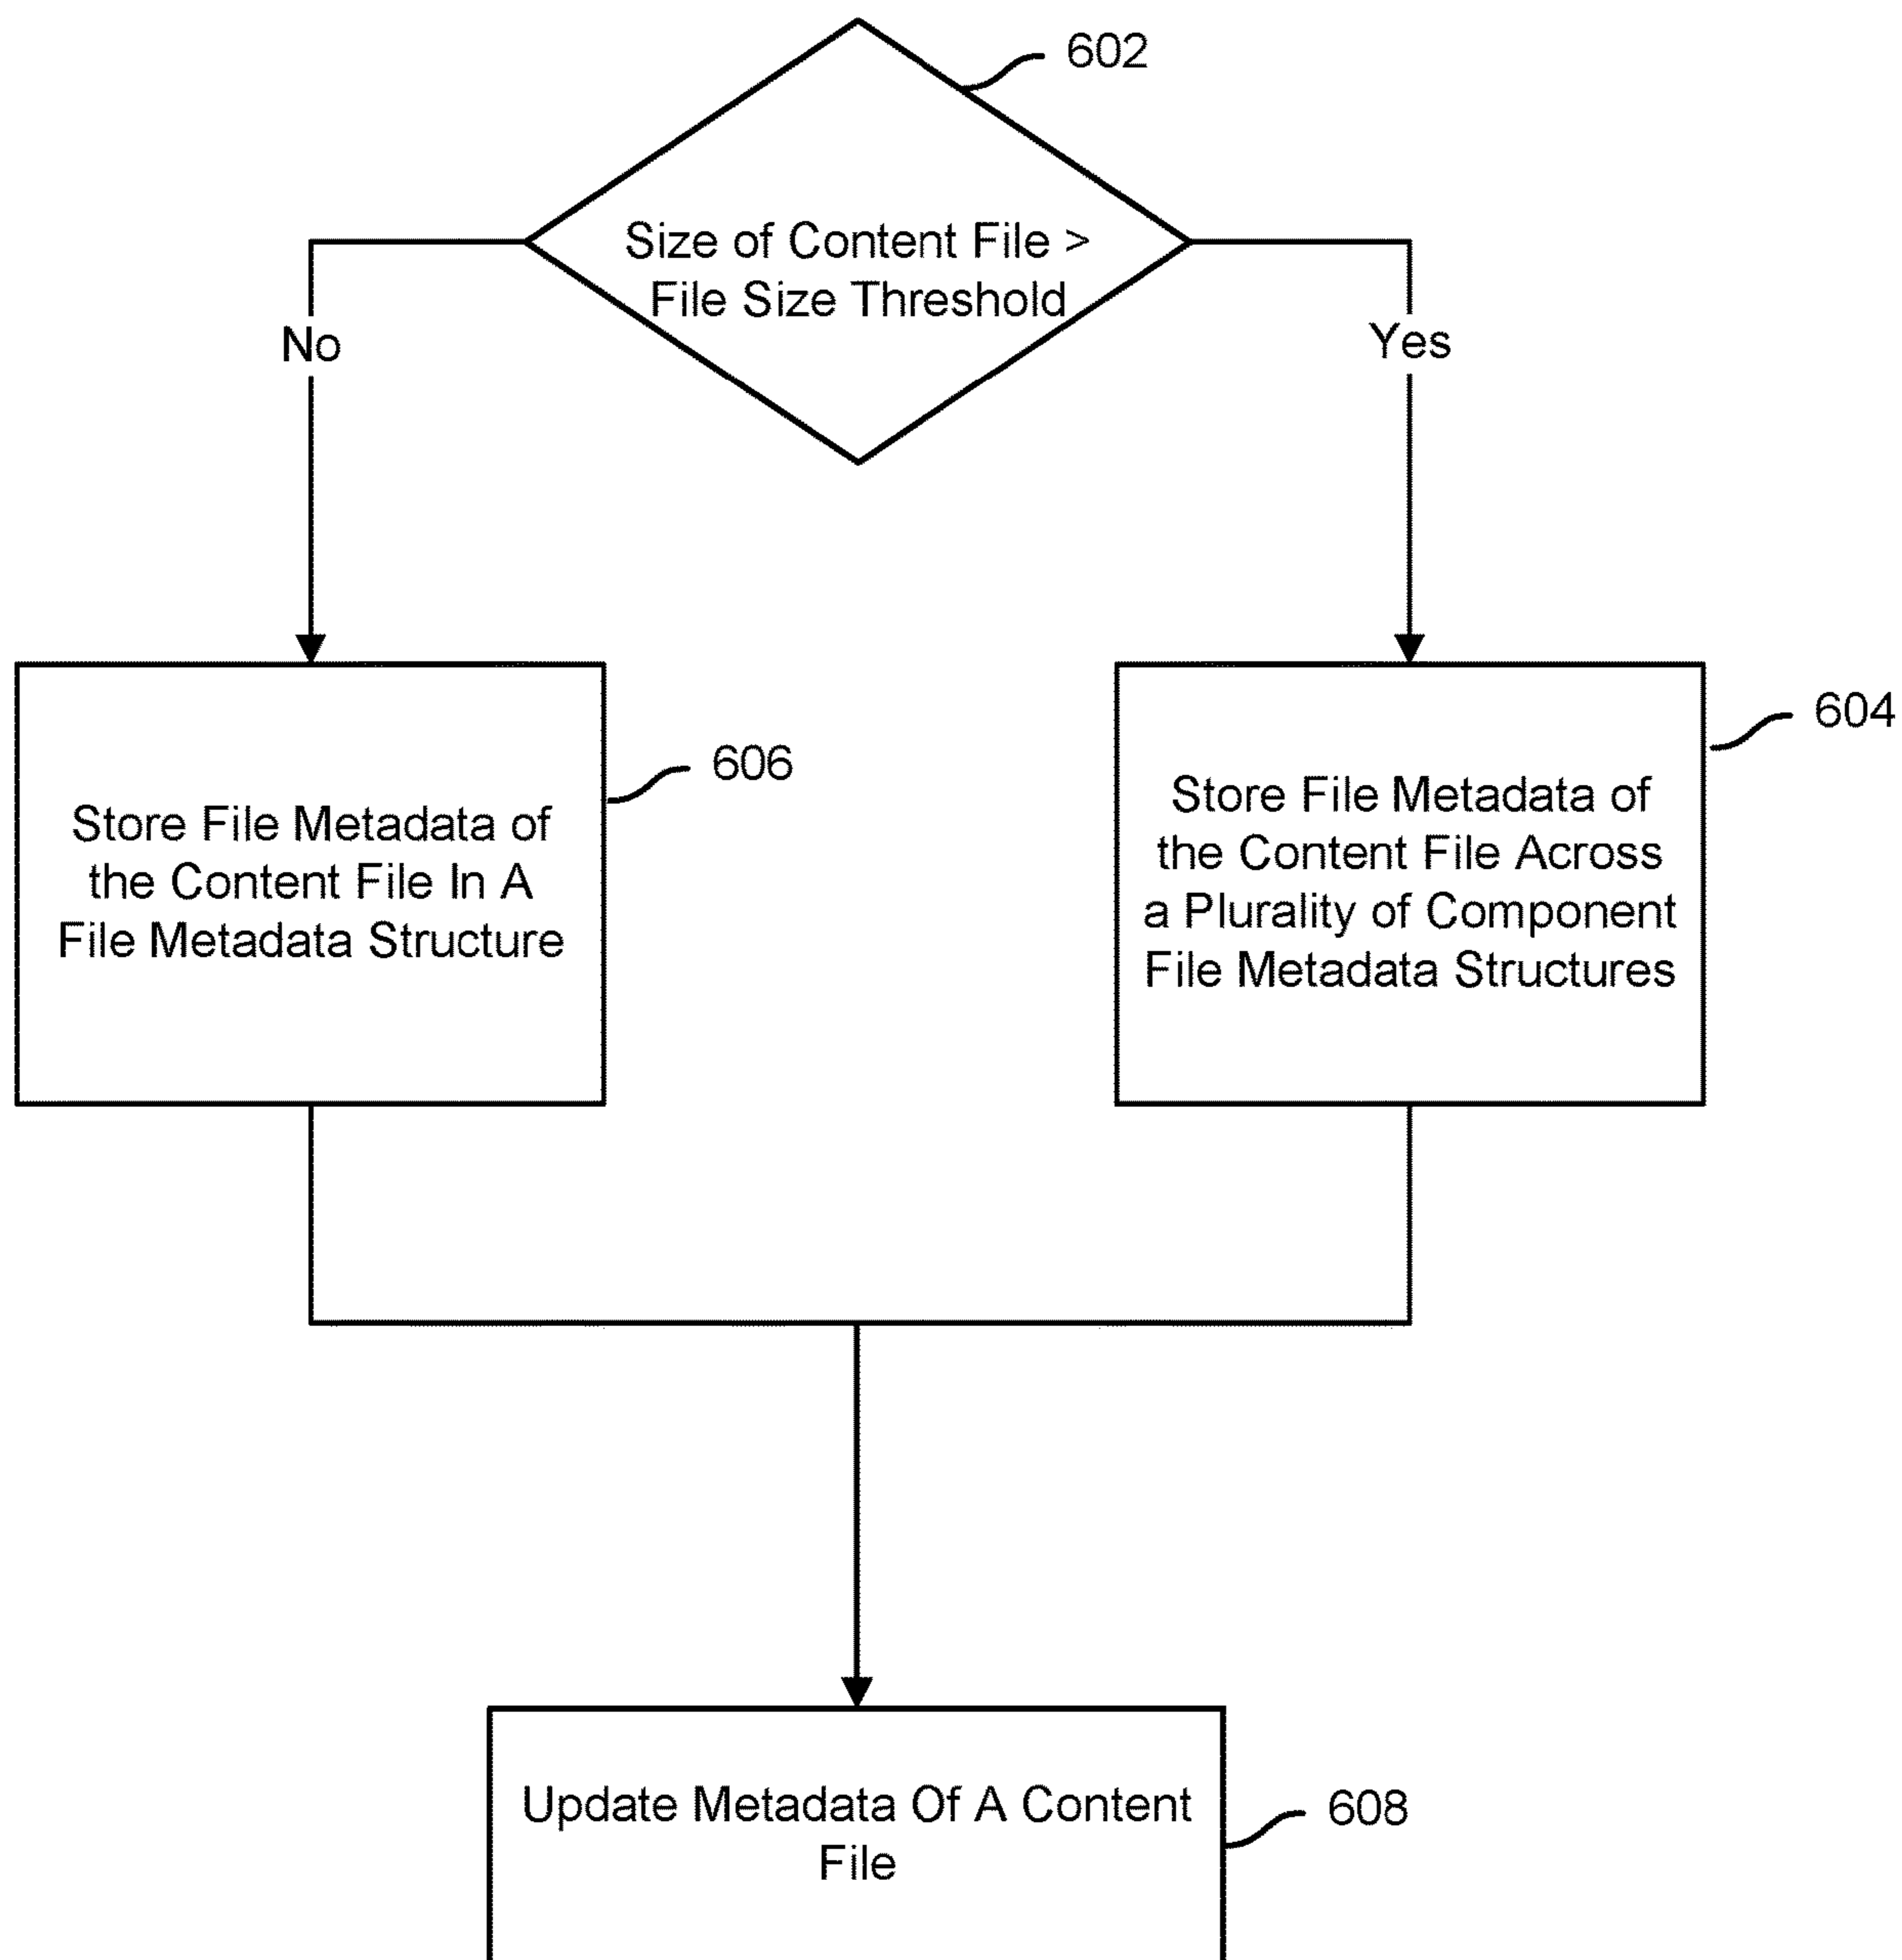 602
Size of Content File >
File Size Threshold
No
Yes
604
606
Store File Metadata of
the Content File In A
File Metadata Structure
Store File Metadata of
the Content File Across
a Plurality of Component
File Metadata Structures
Update Metadata Of A Content
File
608